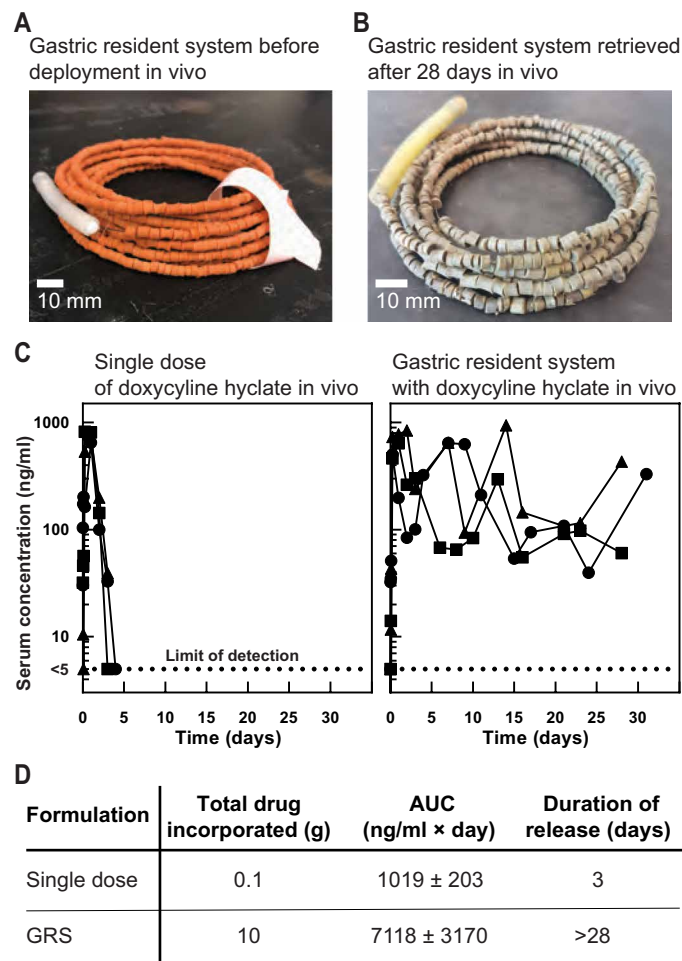 A
Gastric resident system before
deployment in vivo
B
Gastric resident system retrieved
after 28 days in vivo
10 mm
10 mm
C
Single dose
of doxycyline hyclate in vivo
Gastric resident system
with doxycyline hyclate in vivo
Serum concentration (ng/ml)
1000
100
10
<5
Limit of detection
0 5 10 15 20 25 30
Time (days)
0 5 10 15 20 25 30
Time (days)
D
Formulation
Total drug
incorporated (g)
AUC
(ng/ml × day)
Duration of
release (days)
Single dose 0.1 1019 ± 203 3
GRS 10 7118 ± 3170 >28